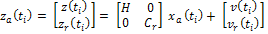 z_a(t_i) = [z(t_i); z_r(t_i)] = [H 0; 0 C_r] x_a(t_i) + [v(t_i); v_r(t_i)]